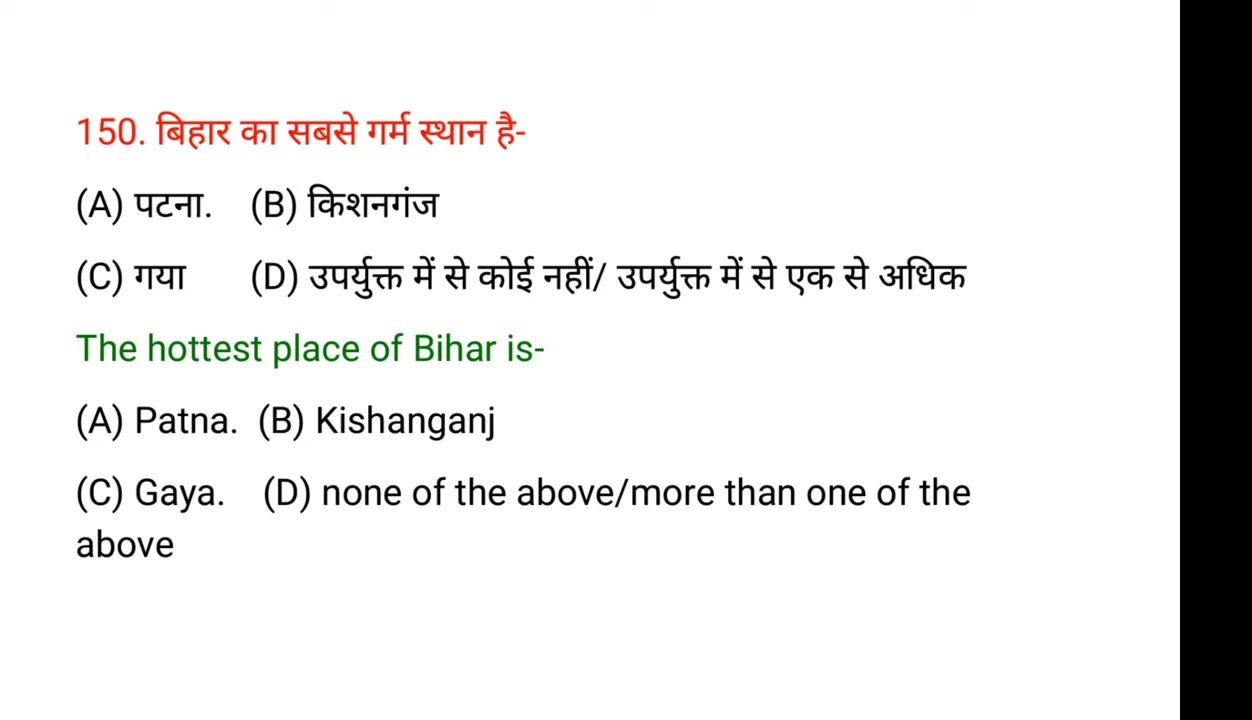 150. बिहार का सबसे गर्म स्थान है-
(A) पटना. (B) किशनगंज
(C) गया (D) उपर्युक्त में से कोई नहीं/ उपर्युक्त में से एक से अधिक
The hottest place of Bihar is-
(A) Patna. (B) Kishanganj
(C) Gaya. (D) none of the above/more than one of the
above